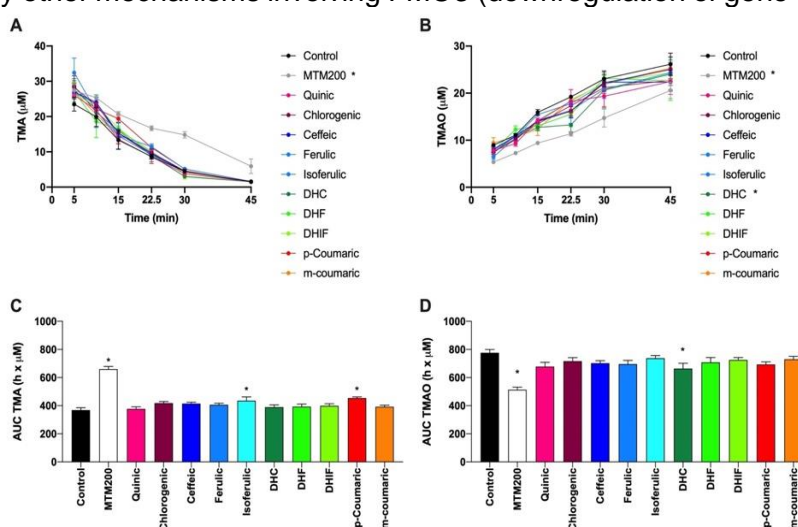 y other mechanisms involving FMO3 (downregulation of gene
A
TMA (μM)
40
30
20
10
0
0 5 15 22.5 30 45
Time (min)
Control
MTM200 *
Quinic
Chlorogenic
Ceffeic
Ferulic
Isoferulic
DHC
DHF
DHIF
p-Coumaric
m-coumaric
B
TMAO (μM)
30
20
10
0
0 5 15 22.5 30 45
Time (min)
Control
MTM200 *
Quinic
Chlorogenic
Ceffeic
Ferulic
Isoferulic
DHC *
DHF
DHIF
p-Coumaric
m-coumaric
C
AUC TMA (h x μM)
1000
800
600
400
200
0
* * *
Control
MTM200
Quinic
Chlorogenic
Ceffeic
Ferulic
Isoferulic
DHC
DHF
DHIF
p-Coumaric
m-coumaric
D
AUC TMAO (h x μM)
1000
800
600
400
200
0
* *
Control
MTM200
Quinic
Chlorogenic
Ceffeic
Ferulic
Isoferulic
DHC
DHF
DHIF
p-Coumaric
m-coumaric